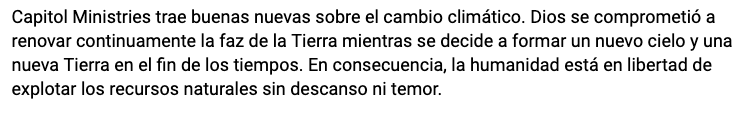 Capitol Ministries trae buenas nuevas sobre el cambio climático. Dios se comprometió a
renovar continuamente la faz de la Tierra mientras se decide a formar un nuevo cielo y una
nueva Tierra en el fin de los tiempos. En consecuencia, la humanidad está en libertad de
explotar los recursos naturales sin descanso ni temor.